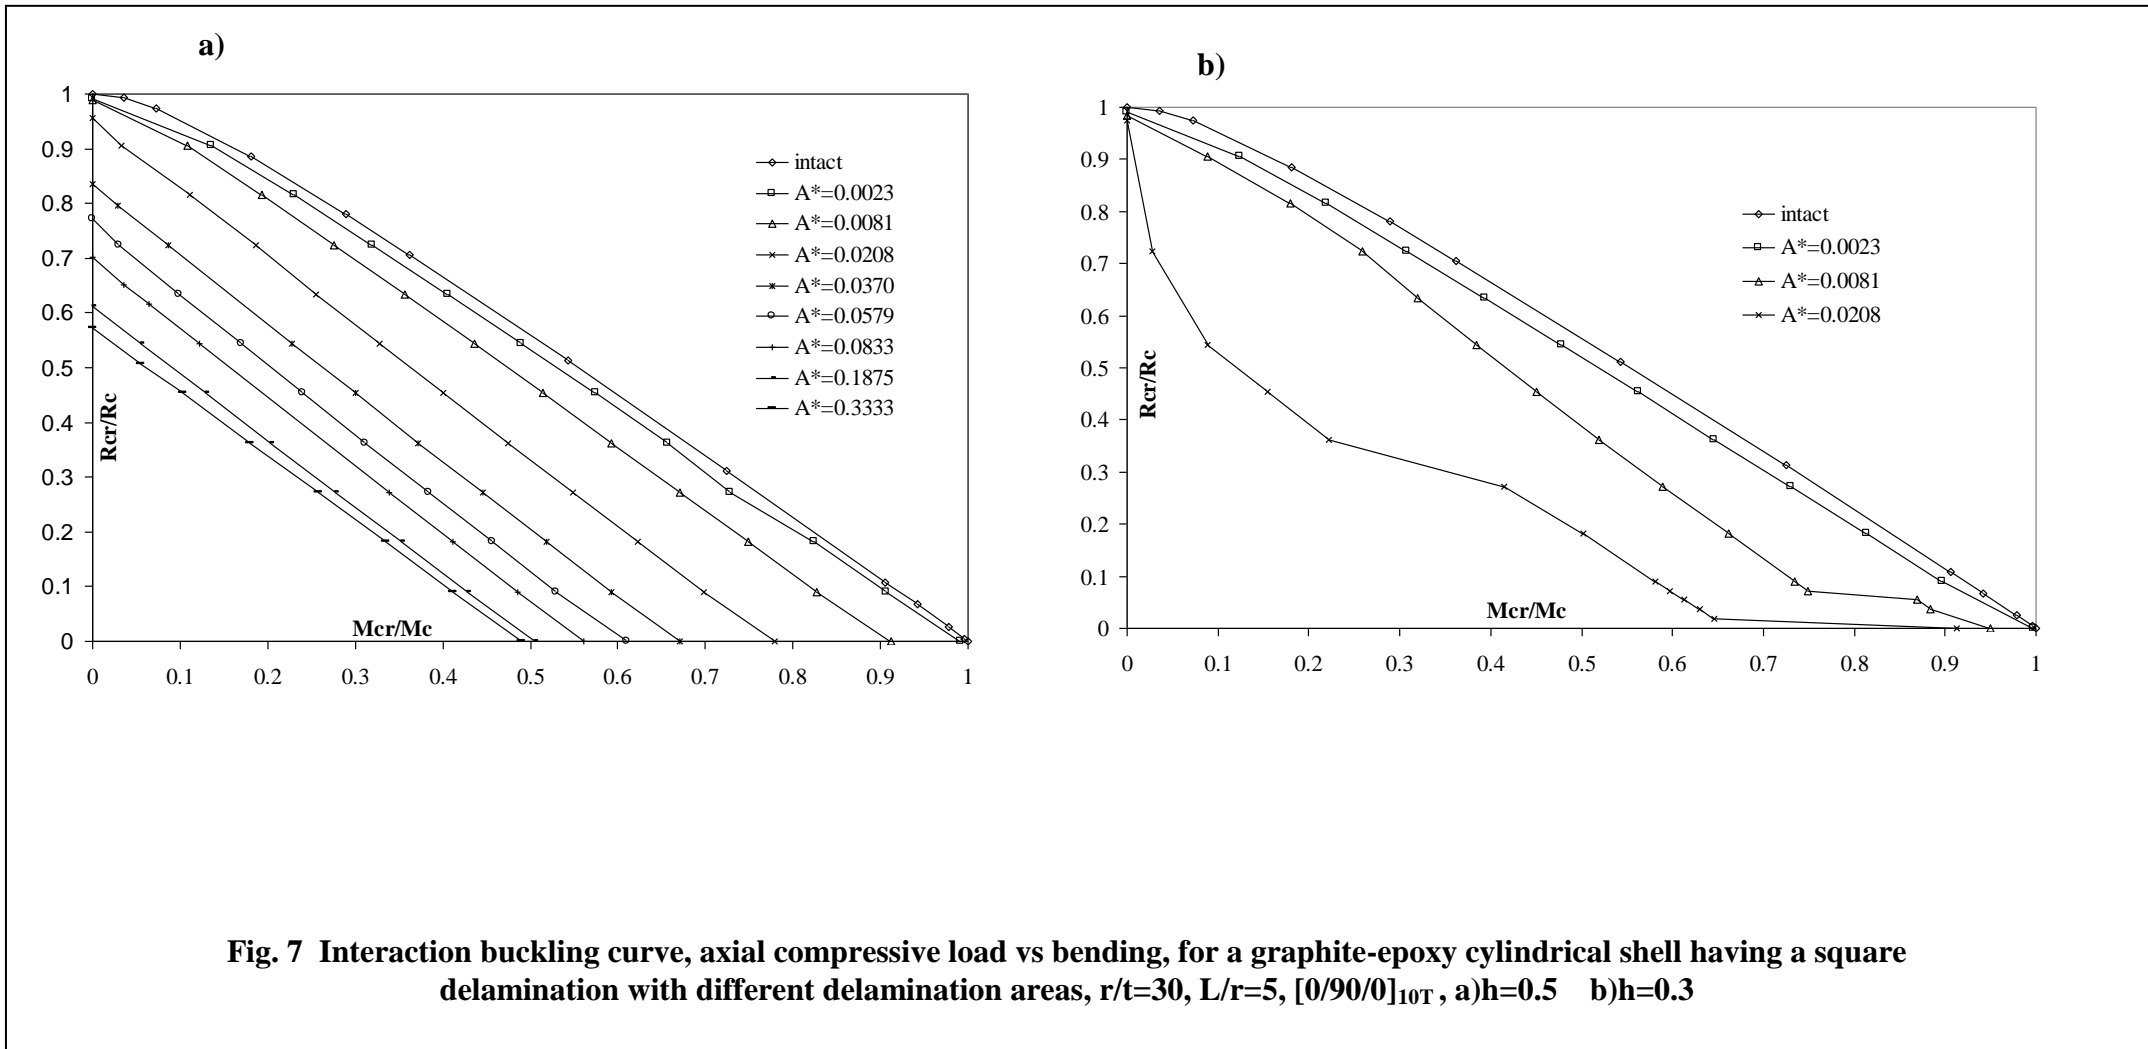 a)
1
0.9
0.8
0.7
0.6
0.5
0.4
0.3
0.2
0.1
0
Rcr/Rc
Mcr/Mc
0 0.1 0.2 0.3 0.4 0.5 0.6 0.7 0.8 0.9 1
intact
A*=0.0023
A*=0.0081
A*=0.0208
A*=0.0370
A*=0.0579
A*=0.0833
A*=0.1875
A*=0.3333
b)
1
0.9
0.8
0.7
0.6
0.5
0.4
0.3
0.2
0.1
0
Rcr/Rc
Mcr/Mc
0 0.1 0.2 0.3 0.4 0.5 0.6 0.7 0.8 0.9 1
intact
A*=0.0023
A*=0.0081
A*=0.0208
Fig. 7 Interaction buckling curve, axial compressive load vs bending, for a graphite-epoxy cylindrical shell having a square
delamination with different delamination areas, r/t=30, L/r=5, [0/90/0]10T , a)h=0.5 b)h=0.3